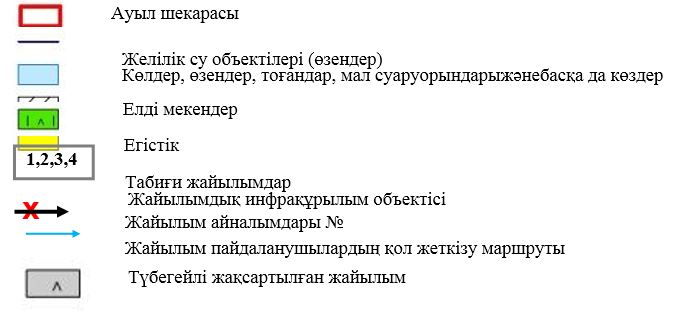 Ауыл шекарасы
Желілік су объектілері (өзендер)
Көлдер, өзендер, тоғандар, мал суаруорындарыжәнебасқа да көздер
Елді мекендер
Егістік
1,2,3,4
Табиғи жайылымдар
Жайылымдық инфрақұрылым объектісі
X
Жайылым айналымдары №
Жайылым пайдаланушылардың қол жеткізу маршруты
Түбегейлі жақсартылған жайылым